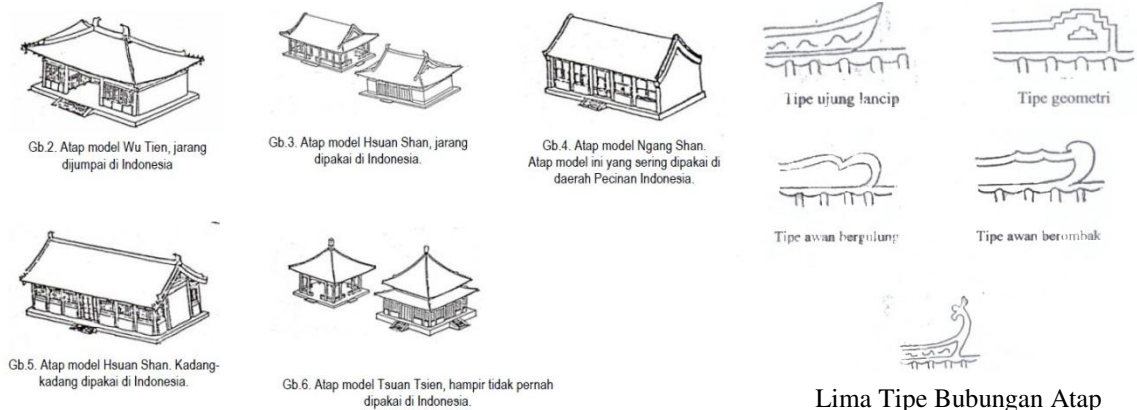 Gb.2. Atap model Wu Tien, jarang
dijumpai di Indonesia
Gb.3. Atap model Hsuan Shan, jarang
dipakai di Indonesia.
Gb.4. Atap model Ngang Shan.
Atap model ini yang sering dipakai di
daerah Pecinan Indonesia.
Gb.5. Atap model Hsuan Shan. Kadang-
kadang dipakai di Indonesia.
Gb.6. Atap model Tsuan Tsien, hampir tidak pernah
dipakai di Indonesia.
Tipe ujung lancip
Tipe geometri
Tipe awan bergulung
Tipe awan berombak
Lima Tipe Bubungan Atap